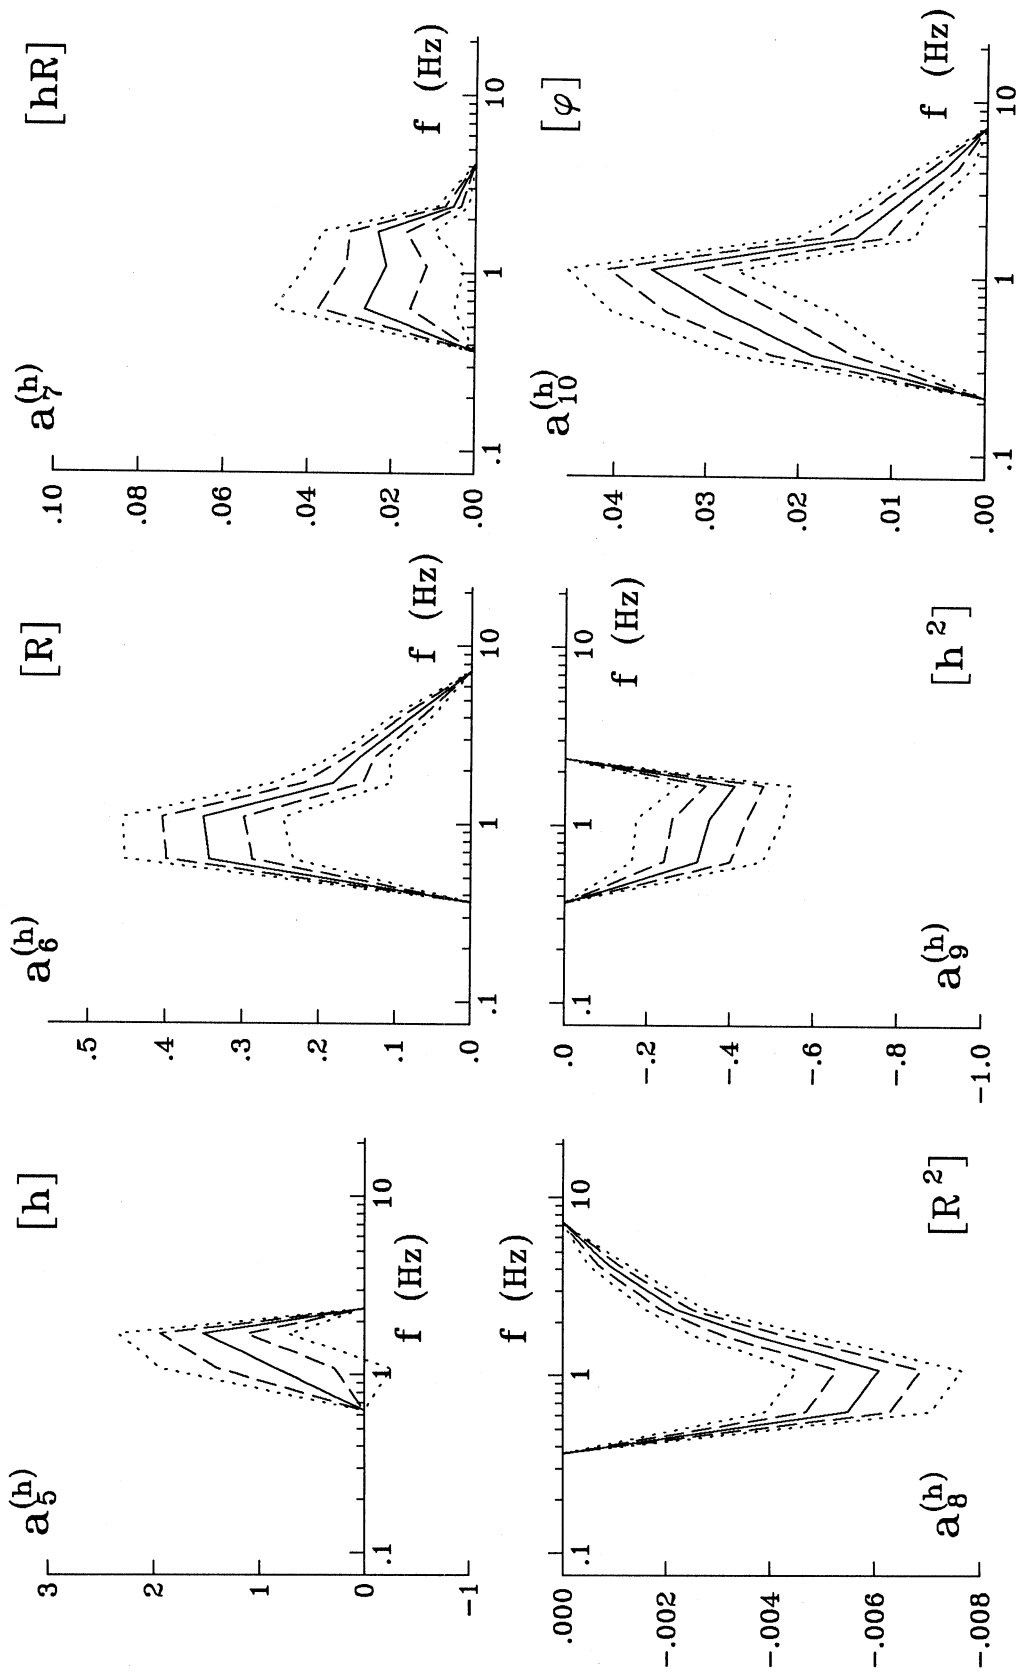 a5(h) [h]
3
2
1
0
-1
.1 1 10
f (Hz)
a6(h) [R]
.5
.4
.3
.2
.1
.0
.1 1 10
f (Hz)
a7(h) [hR]
.10
.08
.06
.04
.02
.00
.1 1 10
f (Hz)
f (Hz)
.000
-.002
-.004
-.006
-.008
.1 1 10
a8(h) [R²]
.0
-.2
-.4
-.6
-.8
-1.0
.1 1 10
f (Hz)
a9(h) [h²]
a10(h) [φ]
.04
.03
.02
.01
.00
.1 1 10
f (Hz)